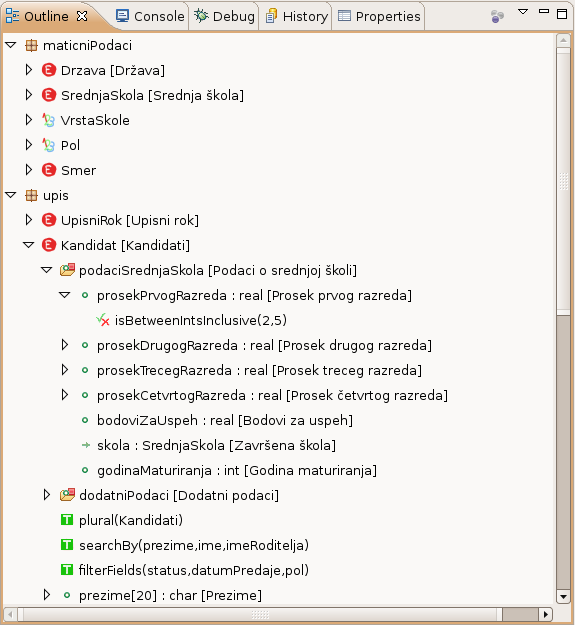 Outline Console Debug History Properties
maticniPodaci
Drzava [Država]
SrednjaSkola [Srednja škola]
VrstaSkole
Pol
Smer
upis
UpisniRok [Upisni rok]
Kandidat [Kandidati]
podaciSrednjaSkola [Podaci o srednjoj školi]
prosekPrvogRazreda : real [Prosek prvog razreda]
isBetweenIntsInclusive(2,5)
prosekDrugogRazreda : real [Prosek drugog razreda]
prosekTrecegRazreda : real [Prosek treceg razreda]
prosekCetvrtogRazreda : real [Prosek četvrtog razreda]
bodoviZaUspeh : real [Bodovi za uspeh]
skola : SrednjaSkola [Završena škola]
godinaMaturiranja : int [Godina maturiranja]
dodatniPodaci [Dodatni podaci]
plural(Kandidati)
searchBy(prezime,ime,imeRoditelja)
filterFields(status,datumPredaje,pol)
prezime[20] : char [Prezime]